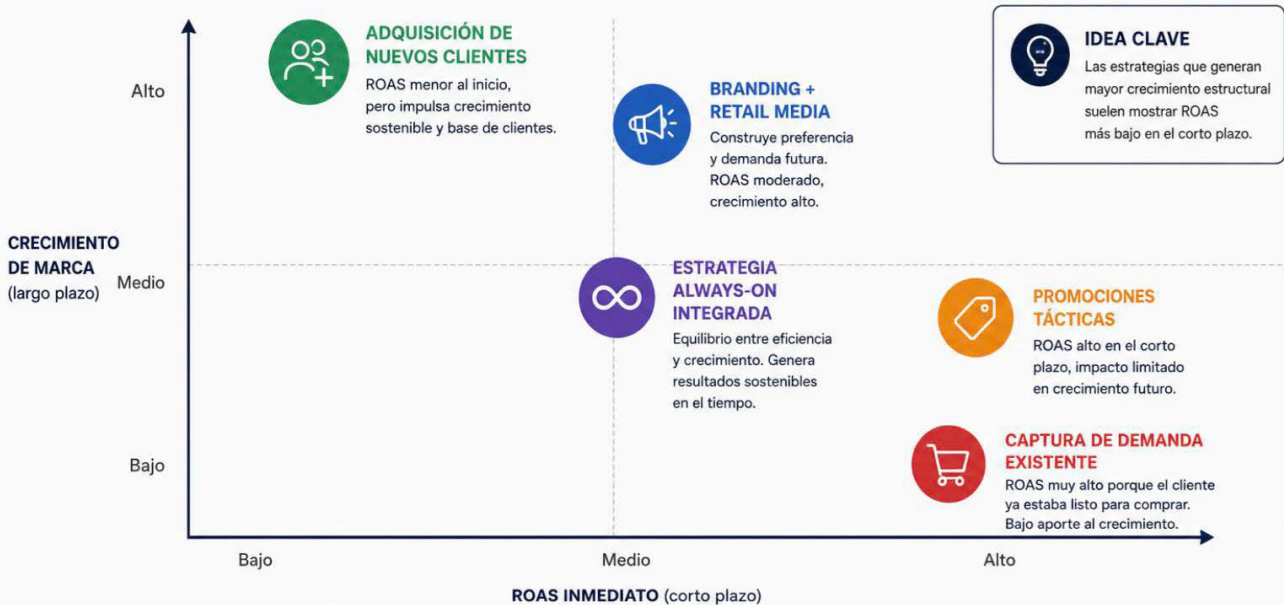 ADQUISICIÓN DE
NUEVOS CLIENTES
ROAS menor al inicio,
pero impulsa crecimiento
sostenible y base de clientes.
BRANDING +
RETAIL MEDIA
Construye preferencia
y demanda futura.
ROAS moderado,
crecimiento alto.
IDEA CLAVE
Las estrategias que generan
mayor crecimiento estructural
suelen mostrar ROAS
más bajo en el corto plazo.
Alto
CRECIMIENTO
DE MARCA
(largo plazo)
Medio
Bajo
ESTRATEGIA
ALWAYS-ON
INTEGRADA
Equilibrio entre eficiencia
y crecimiento. Genera
resultados sostenibles
en el tiempo.
PROMOCIONES
TÁCTICAS
ROAS alto en el corto
plazo, impacto limitado
en crecimiento futuro.
CAPTURA DE DEMANDA
EXISTENTE
ROAS muy alto porque el cliente
ya estaba listo para comprar.
Bajo aporte al crecimiento.
Bajo
Medio
Alto
ROAS INMEDIATO (corto plazo)